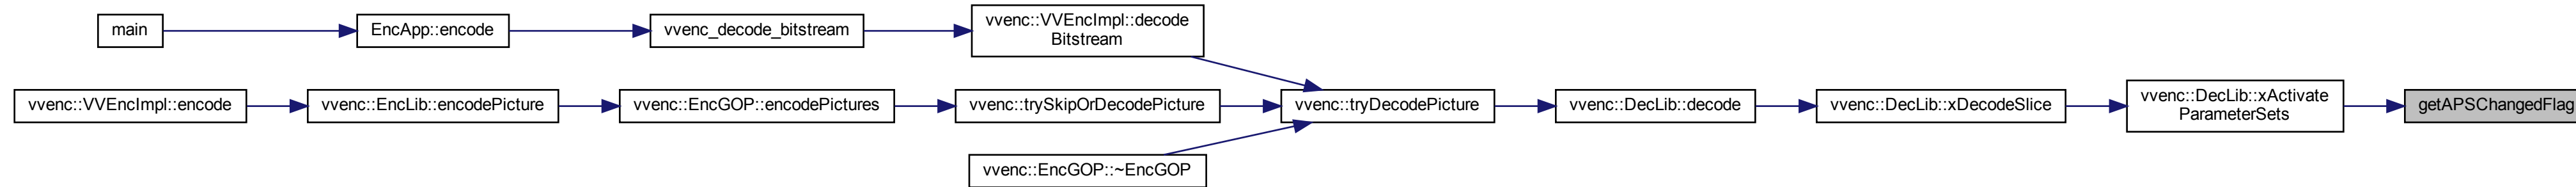 main
EncApp::encode
vvenc_decode_bitstream
vvenc::VVEncImpl::decode
Bitstream
vvenc::VVEncImpl::encode
vvenc::EncLib::encodePicture
vvenc::EncGOP::encodePictures
vvenc::trySkipOrDecodePicture
vvenc::tryDecodePicture
vvenc::DecLib::decode
vvenc::DecLib::xDecodeSlice
vvenc::DecLib::xActivate
ParameterSets
getAPSChangedFlag
vvenc::EncGOP::~EncGOP